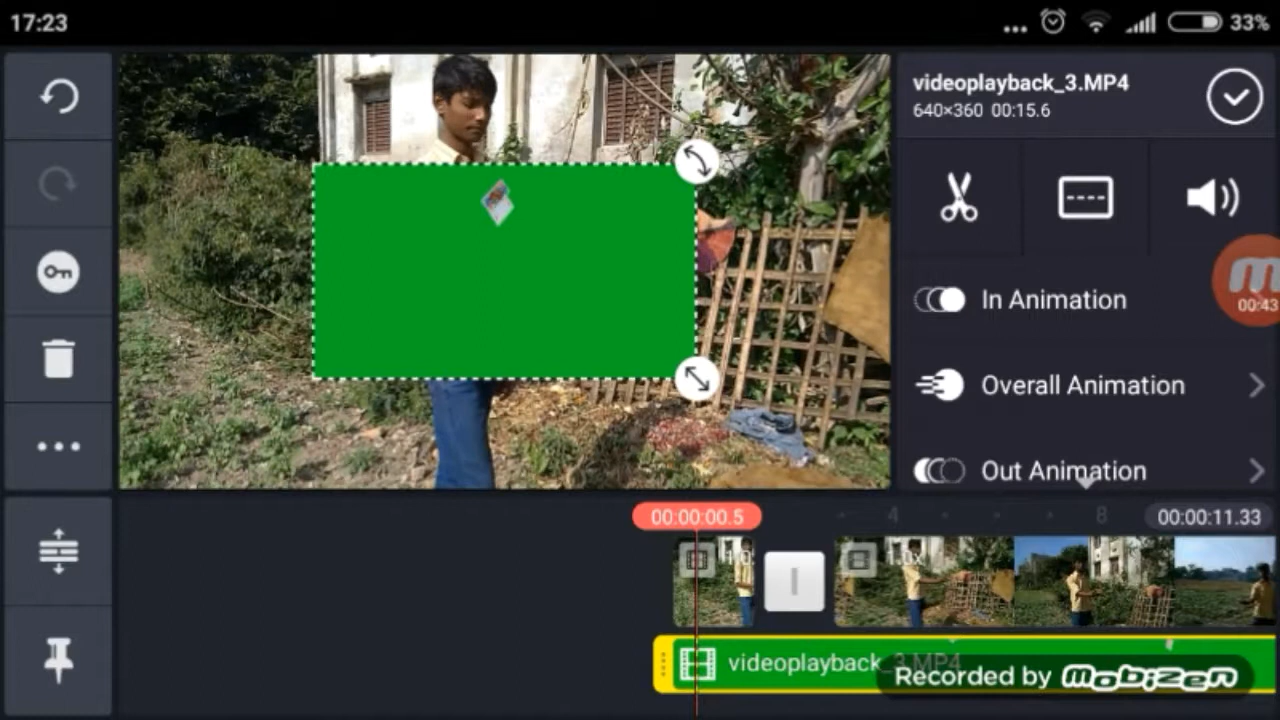 17:23
33%
videoplayback_3.MP4
640×360 00:15.6
00:43
In Animation
Overall Animation
Out Animation
00:00:00.5
4
8
00:00:11.33
1.0x
videoplayback_3.MP4
Recorded by mobizen